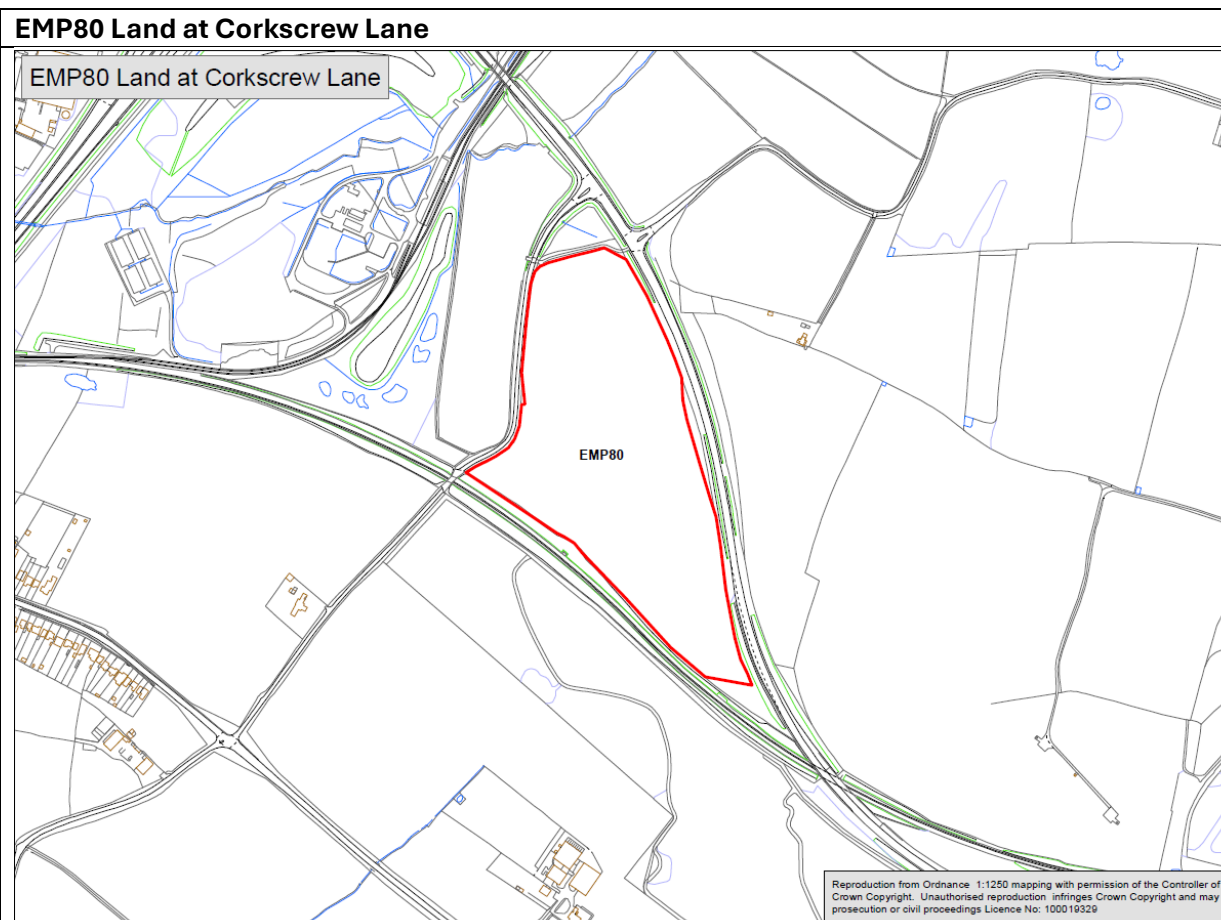 EMP80 Land at Corkscrew Lane
EMP80 Land at Corkscrew Lane
EMP80
Reproduction from Ordnance 1:1250 mapping with permission of the Controller of
Crown Copyright. Unauthorised reproduction infringes Crown Copyright and may
prosecution or civil proceedings Licence No: 100019329